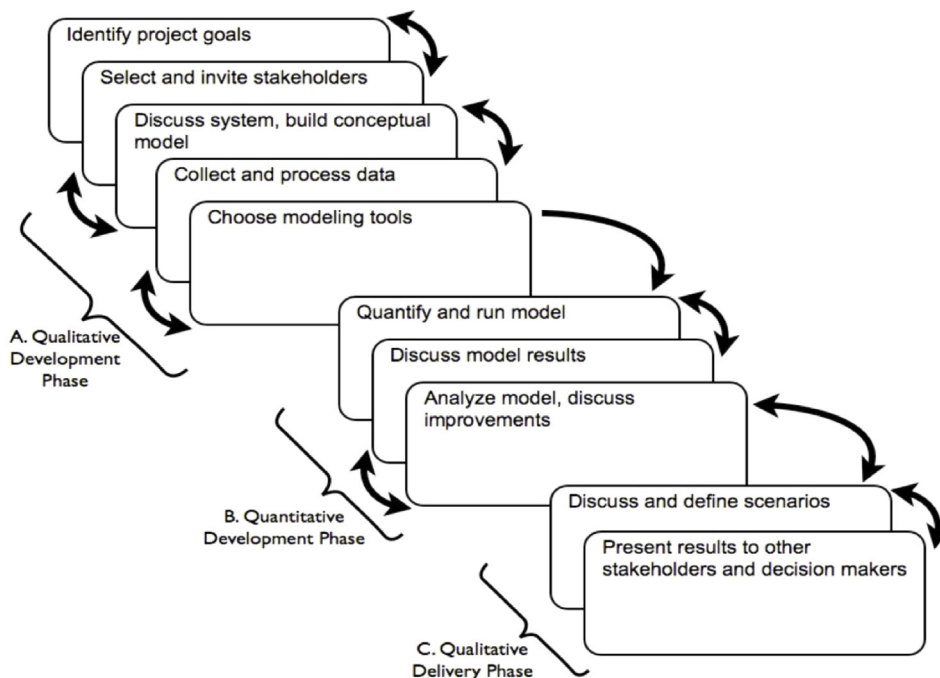 Identify project goals
Select and invite stakeholders
Discuss system, build conceptual
model
Collect and process data
Choose modeling tools
A. Qualitative
Development
Phase
Quantify and run model
Discuss model results
Analyze model, discuss
improvements
B. Quantitative
Development Phase
Discuss and define scenarios
Present results to other
stakeholders and decision makers
C. Qualitative
Delivery Phase